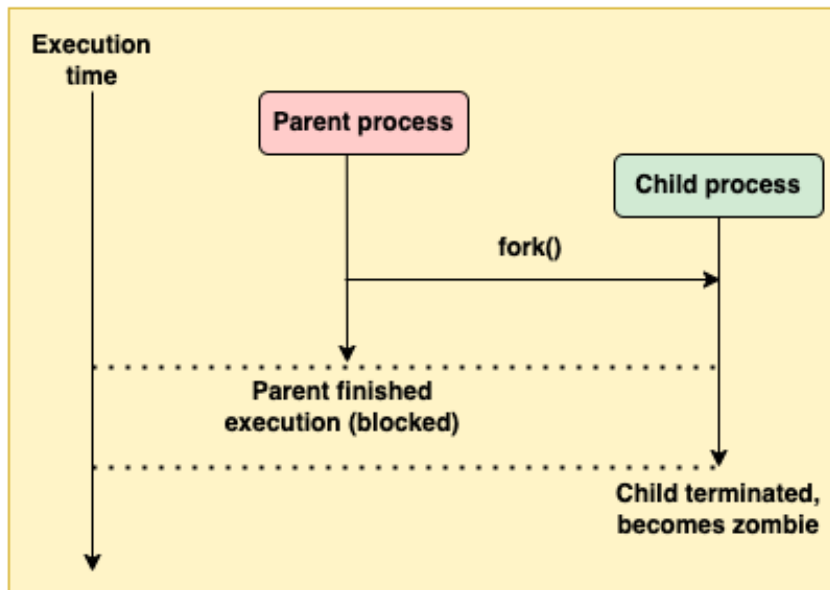 Execution
time
Parent process
Child process
fork()
Parent finished
execution (blocked)
Child terminated,
becomes zombie